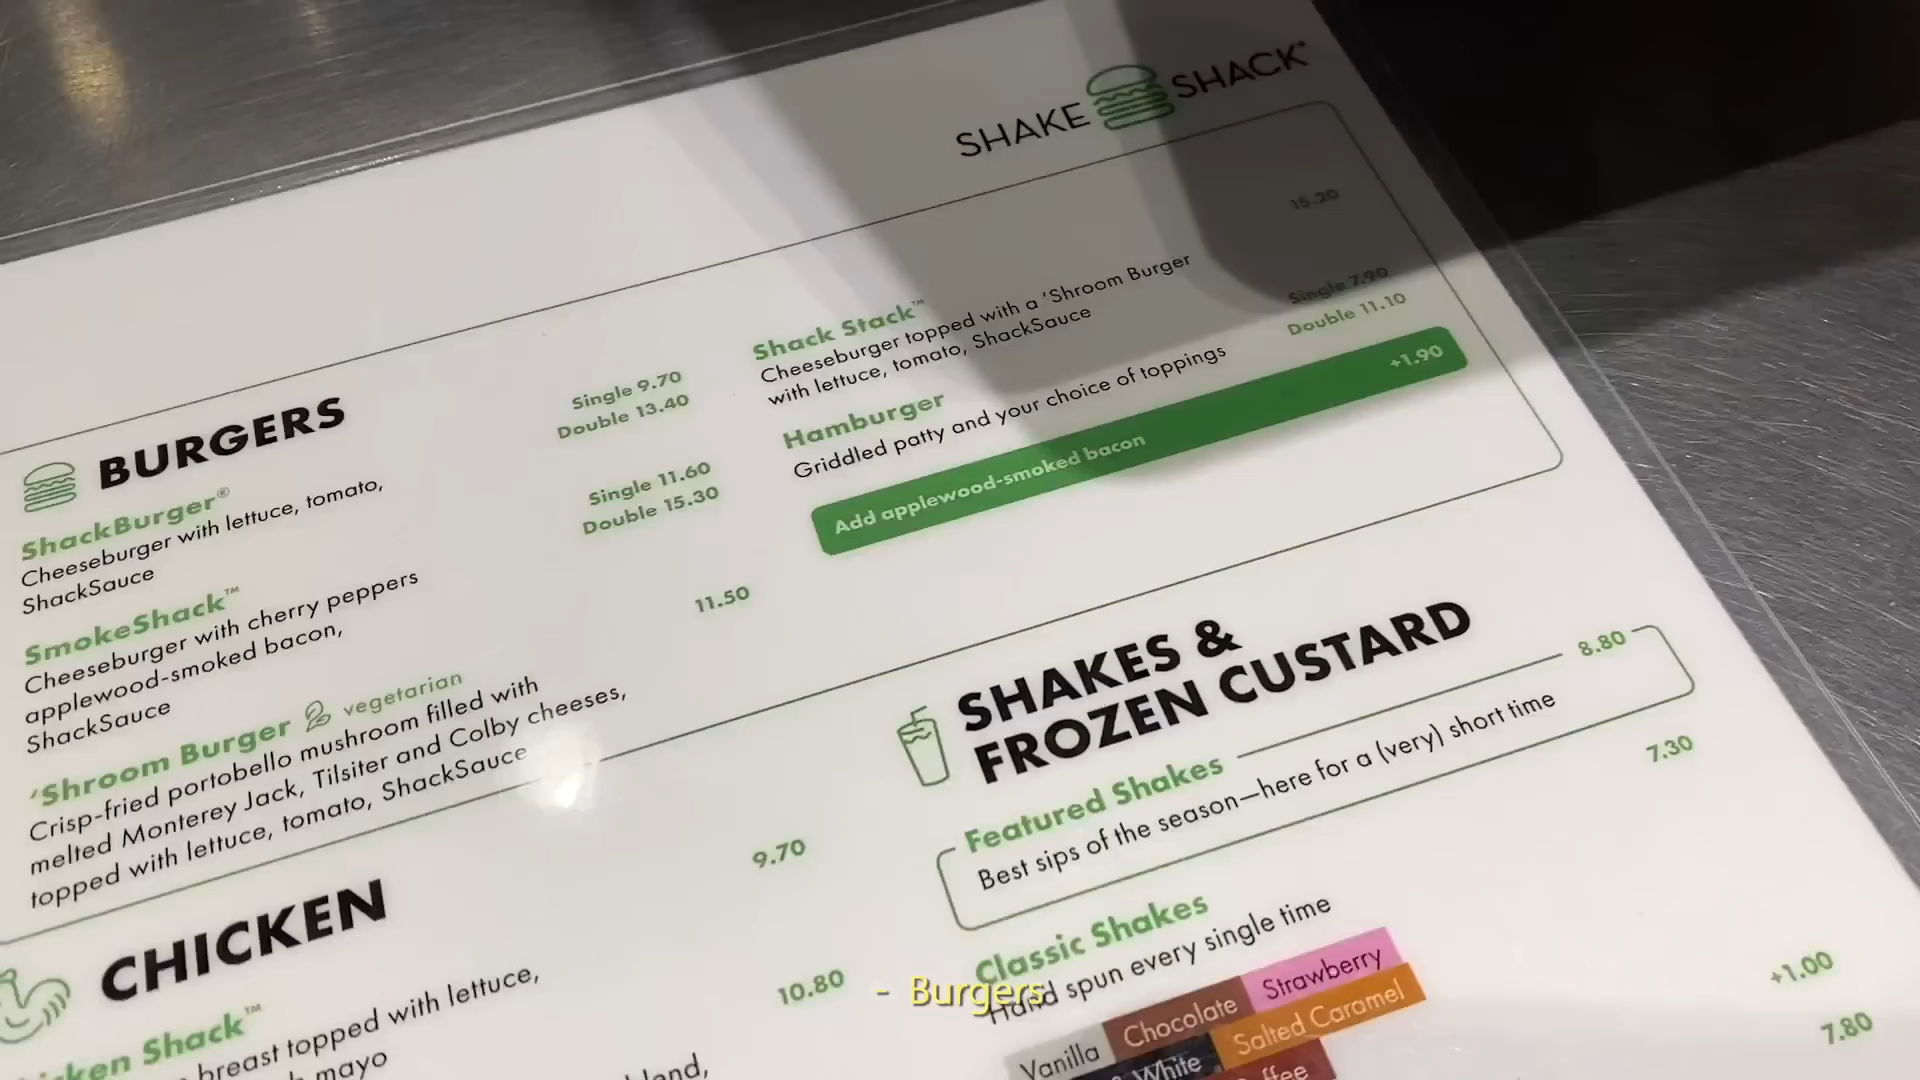 SHAKE SHACK
BURGERS
ShackBurger®
Single 9.70
Double 13.40
Cheeseburger with lettuce, tomato,
ShackSauce
SmokeShack™
Single 11.60
Double 15.30
Cheeseburger with cherry peppers
applewood-smoked bacon,
ShackSauce
'Shroom Burger vegetarian
11.50
Crisp-fried portobello mushroom filled with
melted Monterey Jack, Tilsiter and Colby cheeses,
topped with lettuce, tomato, ShackSauce
Shack Stack™
15.20
Cheeseburger topped with a 'Shroom Burger
with lettuce, tomato, ShackSauce
Hamburger
Single 7.90
Double 11.10
Griddled patty and your choice of toppings
Add applewood-smoked bacon +1.90
CHICKEN
9.70
Shack™
breast topped with lettuce,
mayo
10.80
SHAKES &
FROZEN CUSTARD
Featured Shakes 8.80
Best sips of the season—here for a (very) short time
Classic Shakes 7.30
Hand spun every single time
Vanilla Chocolate Strawberry
White Salted Caramel
+1.00
7.80
- Burgers